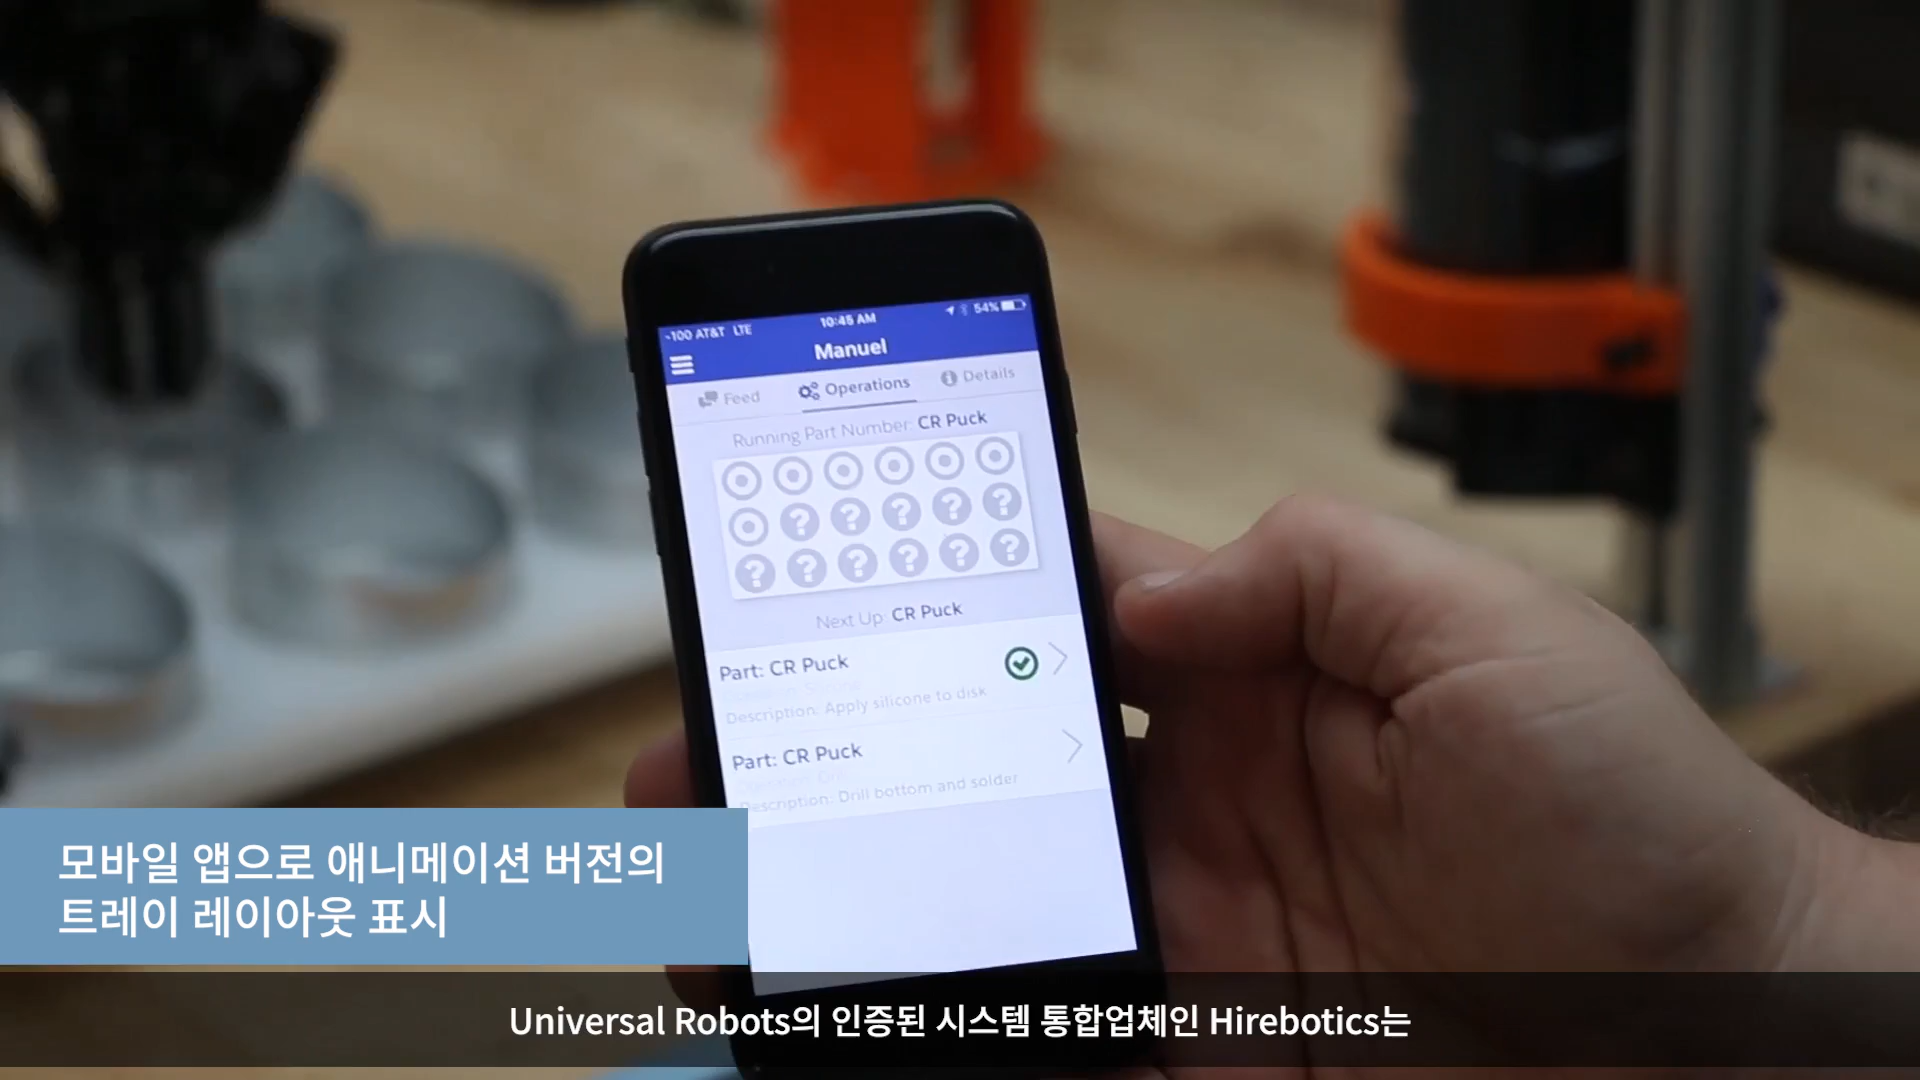 -100 AT&T LTE 10:45 AM 54%
Manuel
Feed Operations Details
Running Part Number: CR Puck
Next Up: CR Puck
Part: CR Puck
Description: Apply silicone to disk
Part: CR Puck
Description: Drill bottom and solder
모바일 앱으로 애니메이션 버전의
트레이 레이아웃 표시
Universal Robots의 인증된 시스템 통합업체인 Hirebotics는